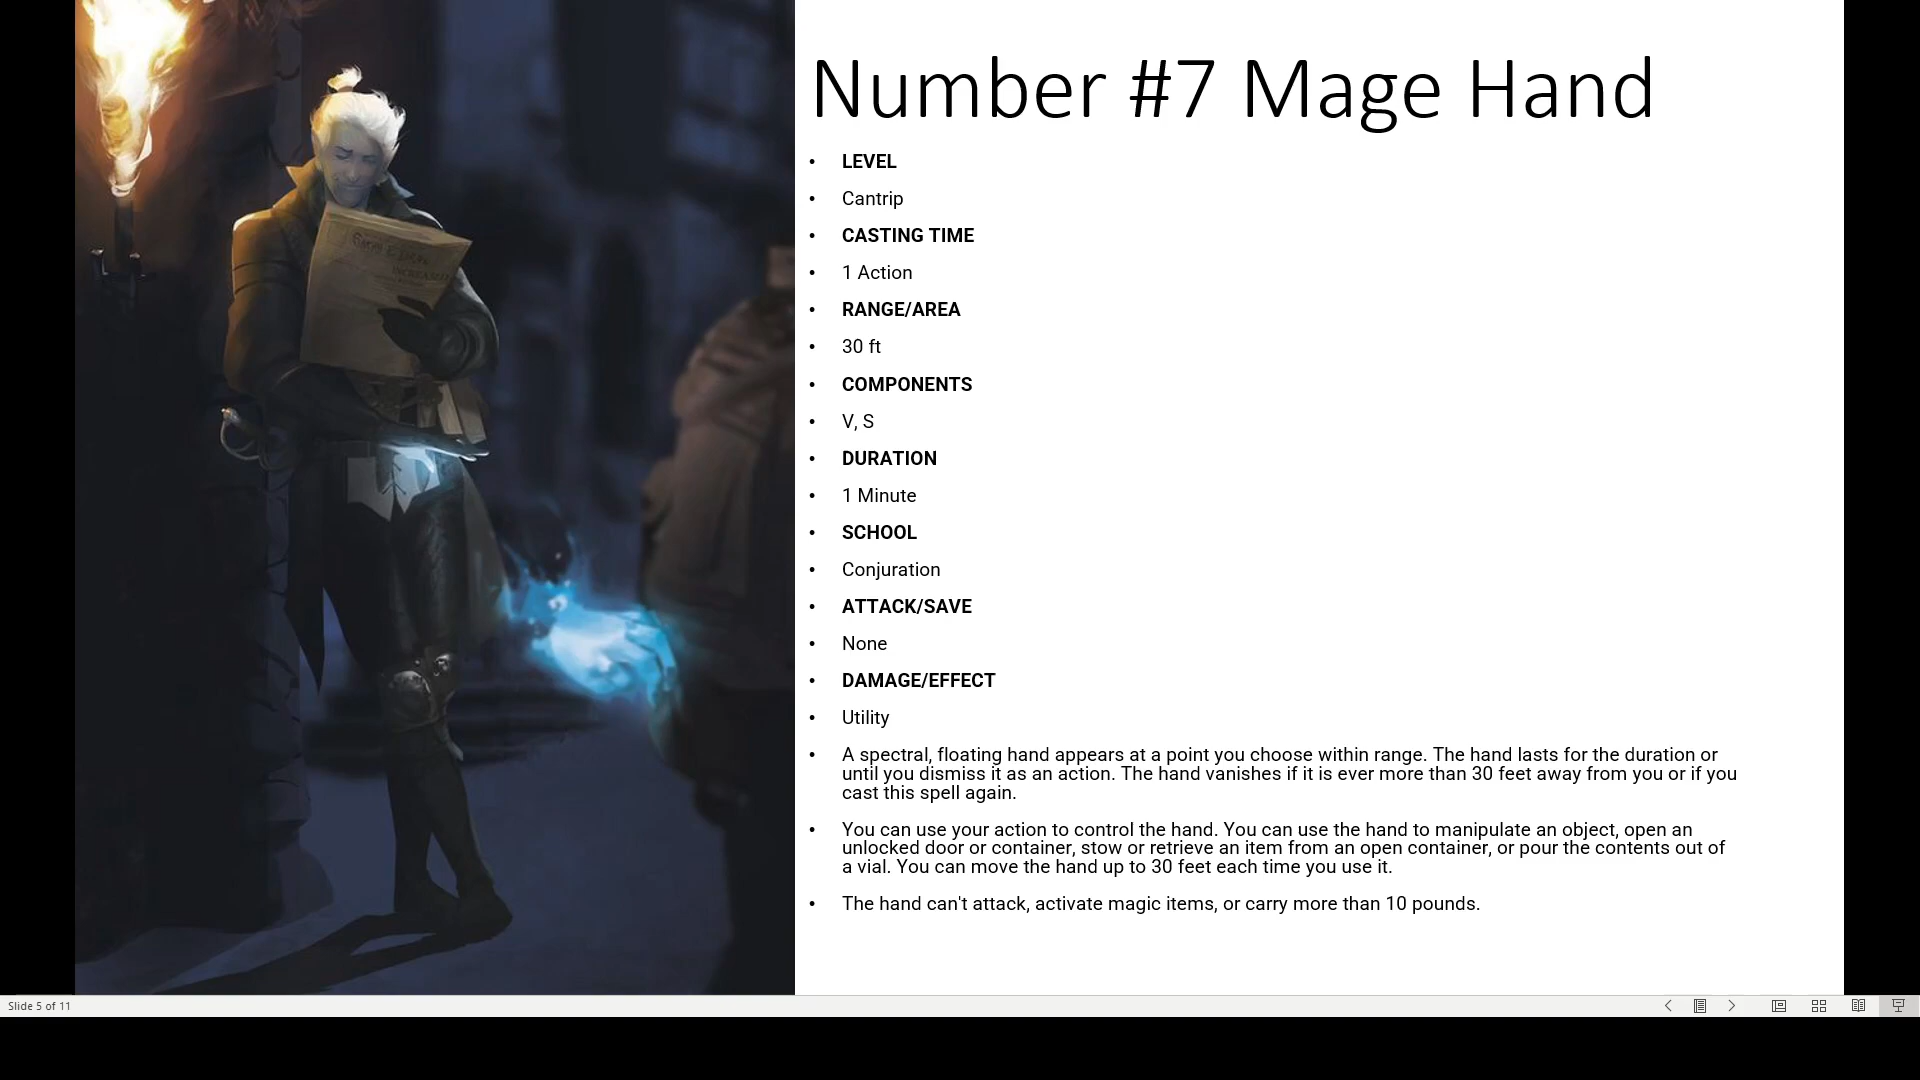 Number #7 Mage Hand
• LEVEL
• Cantrip
• CASTING TIME
• 1 Action
• RANGE/AREA
• 30 ft
• COMPONENTS
• V, S
• DURATION
• 1 Minute
• SCHOOL
• Conjuration
• ATTACK/SAVE
• None
• DAMAGE/EFFECT
• Utility
• A spectral, floating hand appears at a point you choose within range. The hand lasts for the duration or
until you dismiss it as an action. The hand vanishes if it is ever more than 30 feet away from you or if you
cast this spell again.
• You can use your action to control the hand. You can use the hand to manipulate an object, open an
unlocked door or container, stow or retrieve an item from an open container, or pour the contents out of
a vial. You can move the hand up to 30 feet each time you use it.
• The hand can't attack, activate magic items, or carry more than 10 pounds.
Slide 5 of 11